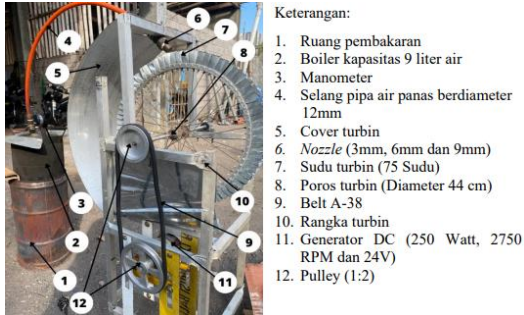 4
6
7
8
5
3
2
1
12
10
9
11
Keterangan:
1. Ruang pembakaran
2. Boiler kapasitas 9 liter air
3. Manometer
4. Selang pipa air panas berdiameter
12mm
5. Cover turbin
6. Nozzle (3mm, 6mm dan 9mm)
7. Sudu turbin (75 Sudu)
8. Poros turbin (Diameter 44 cm)
9. Belt A-38
10. Rangka turbin
11. Generator DC (250 Watt, 2750
RPM dan 24V)
12. Pulley (1:2)